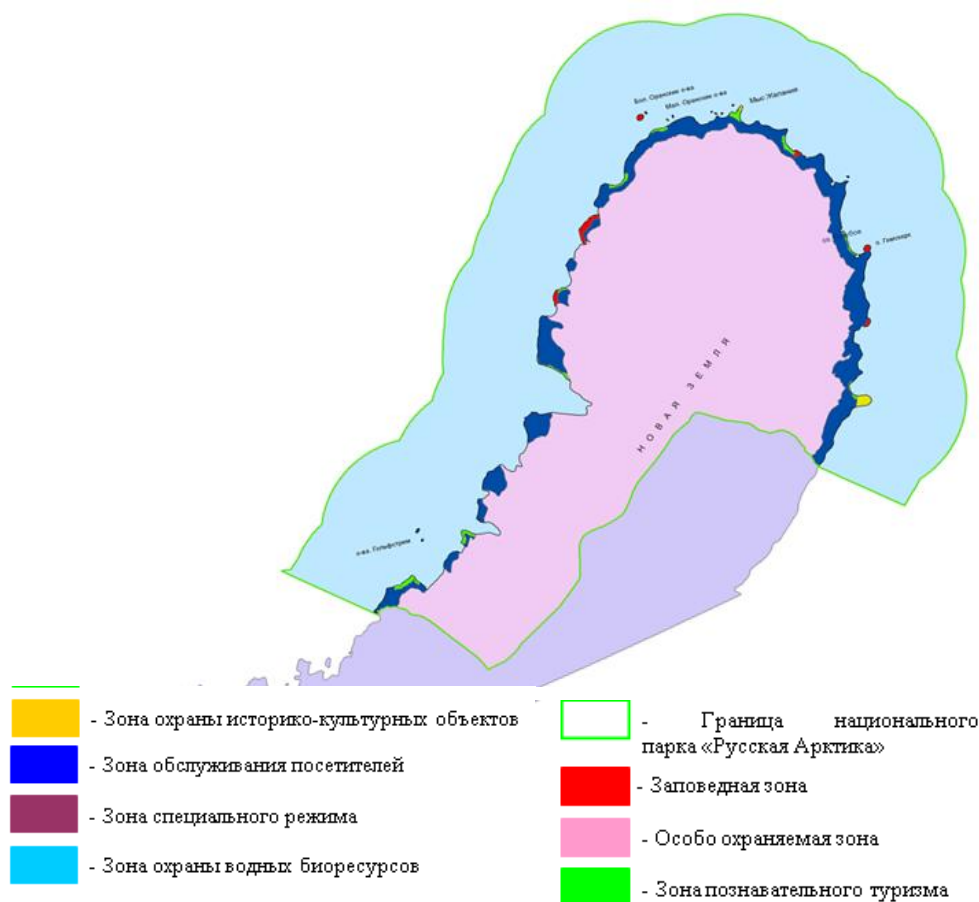 Бол. Оранские о-ва
Мал. Оранские о-ва
Мыс Желания
о. Гемскерк
НОВАЯ ЗЕМЛЯ
о-ва. Гольфстрим
- Зона охраны историко-культурных объектов
- Зона обслуживания посетителей
- Зона специального режима
- Зона охраны водных биоресурсов
- Граница национального
парка «Русская Арктика»
- Заповедная зона
- Особо охраняемая зона
- Зона познавательного туризма